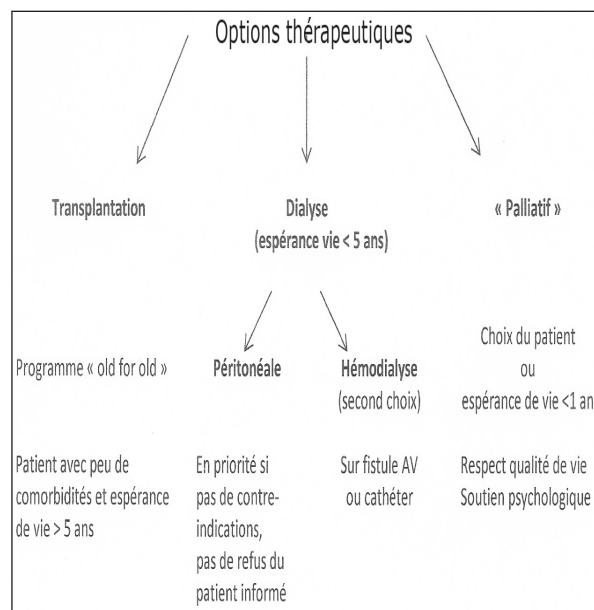 Options thérapeutiques
Transplantation
Dialyse
(espérance vie < 5 ans)
« Palliatif »
Programme « old for old »
Péritonéale
Hémodialyse
(second choix)
Choix du patient
ou
espérance de vie <1 an
Patient avec peu de
comorbidités et espérance
de vie > 5 ans
En priorité si
pas de contre-
indications,
pas de refus du
patient informé
Sur fistule AV
ou cathéter
Respect qualité de vie
Soutien psychologique